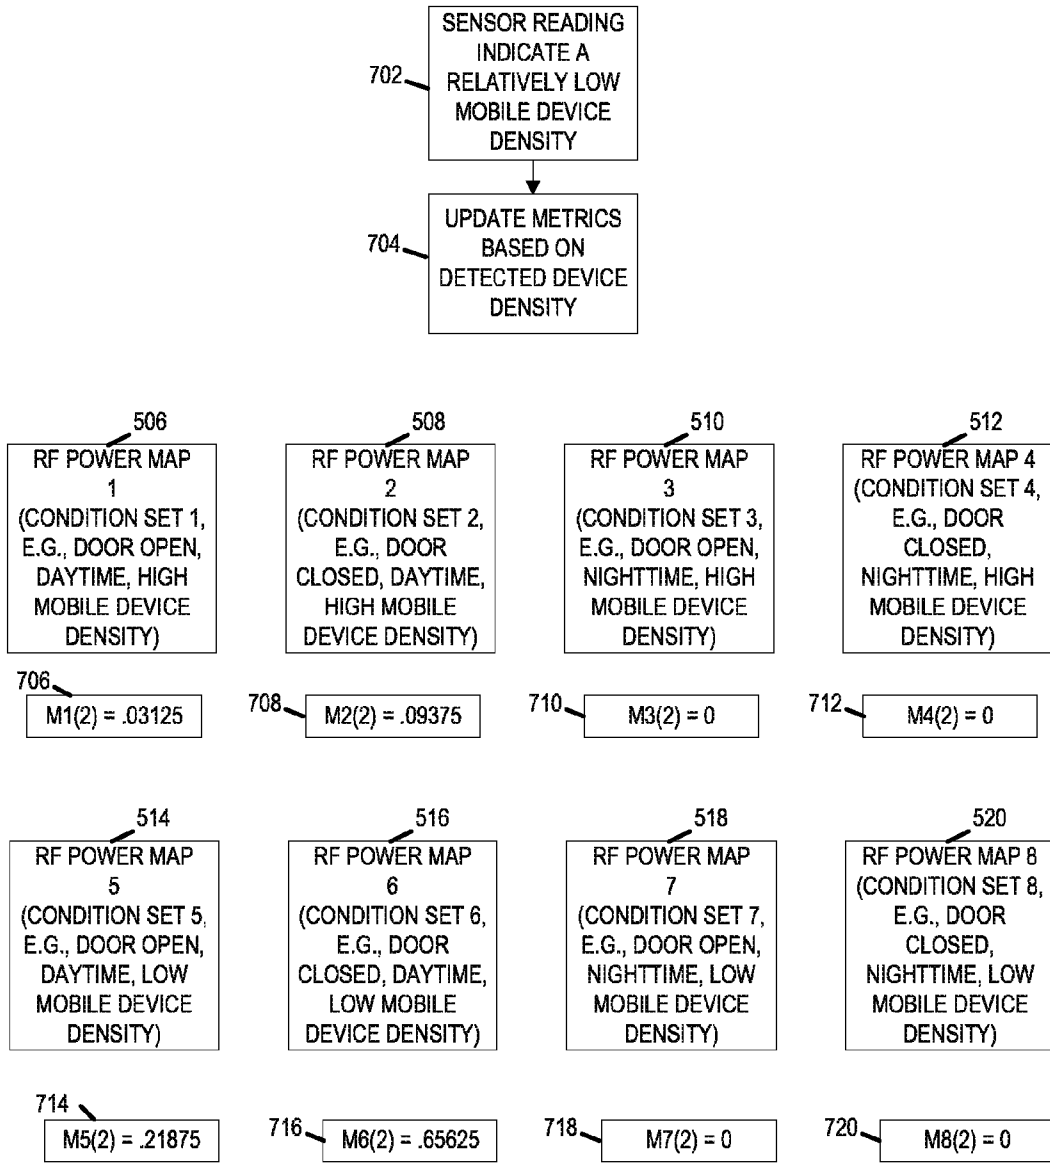 SENSOR READING
INDICATE A
RELATIVELY LOW
MOBILE DEVICE
DENSITY
702
UPDATE METRICS
BASED ON
DETECTED DEVICE
DENSITY
704
506
RF POWER MAP
1
(CONDITION SET 1,
E.G., DOOR OPEN,
DAYTIME, HIGH
MOBILE DEVICE
DENSITY)
508
RF POWER MAP
2
(CONDITION SET 2,
E.G., DOOR
CLOSED, DAYTIME,
HIGH MOBILE
DEVICE DENSITY)
510
RF POWER MAP
3
(CONDITION SET 3,
E.G., DOOR OPEN,
NIGHTTIME, HIGH
MOBILE DEVICE
DENSITY)
512
RF POWER MAP 4
(CONDITION SET 4,
E.G., DOOR
CLOSED,
NIGHTTIME, HIGH
MOBILE DEVICE
DENSITY)
706
M1(2) = .03125
708
M2(2) = .09375
710
M3(2) = 0
712
M4(2) = 0
514
RF POWER MAP
5
(CONDITION SET 5,
E.G., DOOR OPEN,
DAYTIME, LOW
MOBILE DEVICE
DENSITY)
516
RF POWER MAP
6
(CONDITION SET 6,
E.G., DOOR
CLOSED, DAYTIME,
LOW MOBILE
DEVICE DENSITY)
518
RF POWER MAP
7
(CONDITION SET 7,
E.G., DOOR OPEN,
NIGHTTIME, LOW
MOBILE DEVICE
DENSITY)
520
RF POWER MAP 8
(CONDITION SET 8,
E.G., DOOR
CLOSED,
NIGHTTIME, LOW
MOBILE DEVICE
DENSITY)
714
M5(2) = .21875
716
M6(2) = .65625
718
M7(2) = 0
720
M8(2) = 0